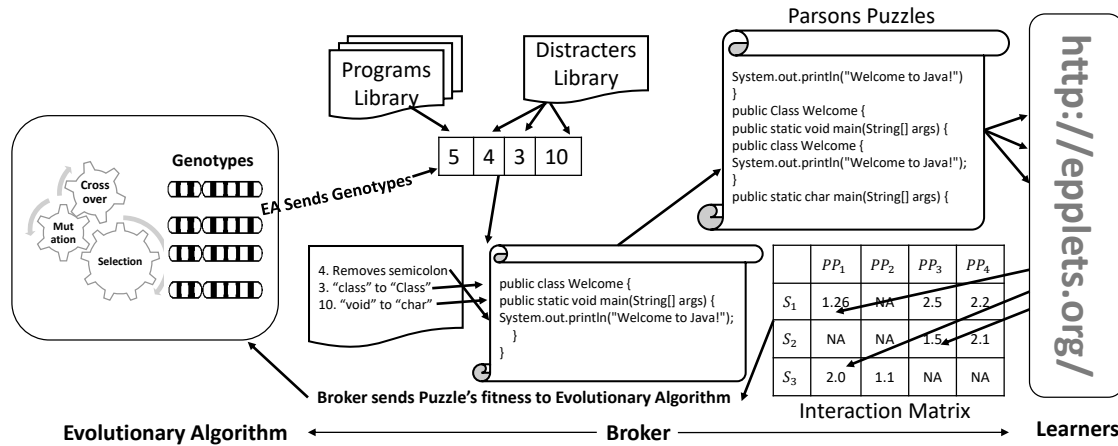 Parsons Puzzles
Programs
Library
Distracters
Library
System.out.println("Welcome to Java!")
}
public Class Welcome {
public static void main(String[] args) {
public class Welcome {
System.out.println("Welcome to Java!");
}
public static char main(String[] args) {
http://epplets.org/
Genotypes
Cross
over
Mut
ation
Selection
EA Sends Genotypes
5 4 3 10
4. Removes semicolon
3. “class” to “Class”
10. “void” to “char”
public class Welcome {
public static void main(String[] args) {
System.out.println("Welcome to Java!");
}
}
PP1 PP2 PP3 PP4
S1 1.26 NA 2.5 2.2
S2 NA NA 1.5 2.1
S3 2.0 1.1 NA NA
Interaction Matrix
Broker sends Puzzle’s fitness to Evolutionary Algorithm
Evolutionary Algorithm Broker Learners